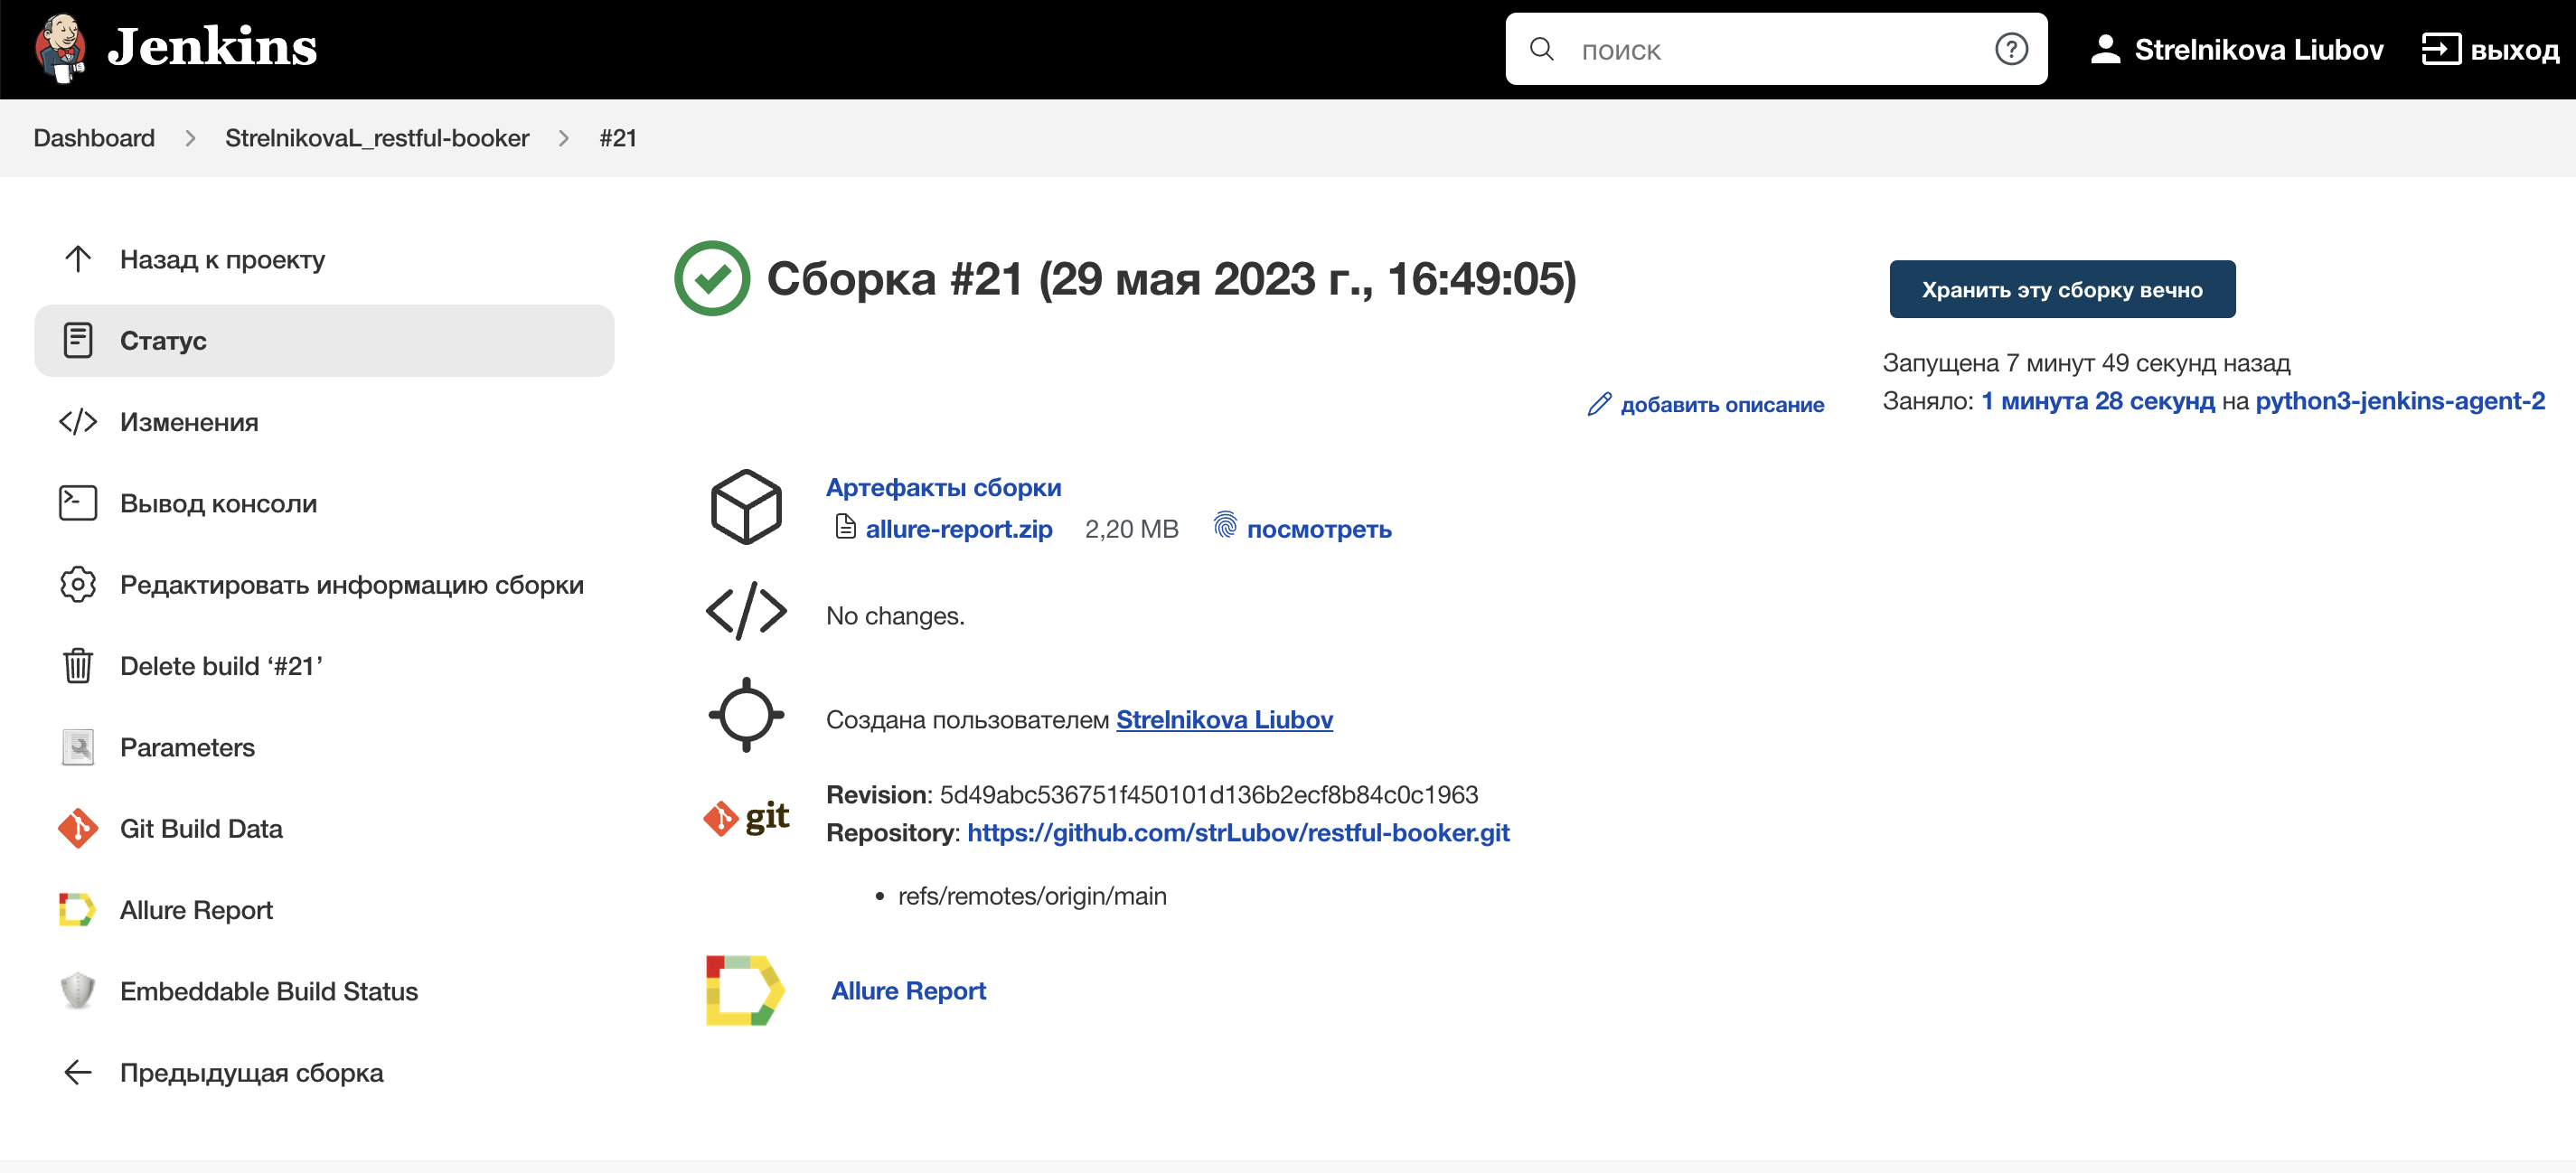 Jenkins
поиск
Strelnikova Liubov
выход
Dashboard
StrelnikovaL_restful-booker
#21
Назад к проекту
Статус
Изменения
Вывод консоли
Редактировать информацию сборки
Delete build ‘#21’
Parameters
Git Build Data
Allure Report
Embeddable Build Status
Предыдущая сборка
Сборка #21 (29 мая 2023 г., 16:49:05)
Хранить эту сборку вечно
Запущена 7 минут 49 секунд назад
Заняло: 1 минута 28 секунд на python3-jenkins-agent-2
добавить описание
Артефакты сборки
allure-report.zip 2,20 MB посмотреть
No changes.
Создана пользователем Strelnikova Liubov
git
Revision: 5d49abc536751f450101d136b2ecf8b84c0c1963
Repository: https://github.com/strLubov/restful-booker.git
• refs/remotes/origin/main
Allure Report